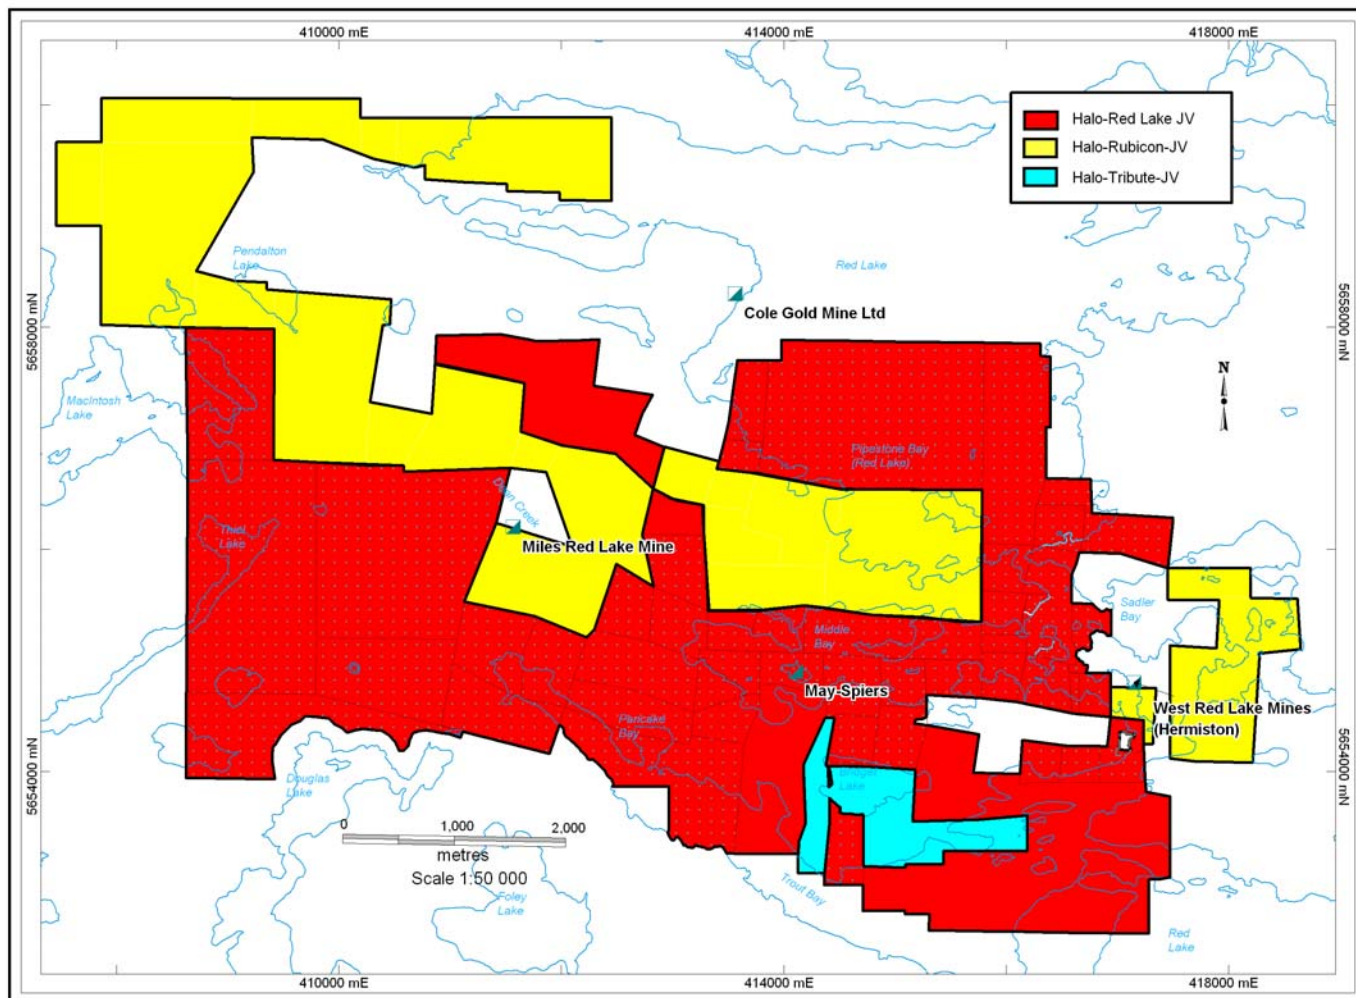 410000 mE
414000 mE
418000 mE
Halo-Red Lake JV
Halo-Rubicon-JV
Halo-Tribute-JV
Pendalton
Lake
Red Lake
Cole Gold Mine Ltd
5658000 mN
5658000 mN
N
MacIntosh
Lake
Pipestone Bay
(Red Lake)
Dean Creek
Thiel
Lake
Miles Red Lake Mine
Sadler
Bay
Middle
Bay
May-Spiers
West Red Lake Mines
(Hermiston)
Pancake
Bay
5654000 mN
5654000 mN
Douglas
Lake
Bridget
Lake
0
1,000
2,000
metres
Scale 1:50 000
Trout Bay
Foley
Lake
Red
Lake
410000 mE
414000 mE
418000 mE